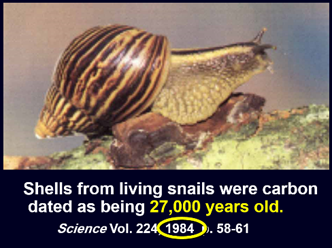 Shells from living snails were carbon
dated as being 27,000 years old.
Science Vol. 224, 1984 p. 58-61